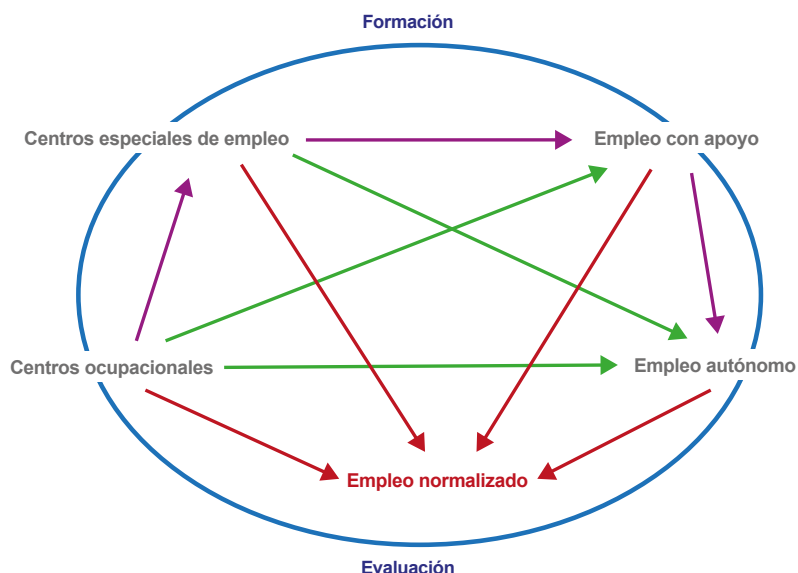 Formación
Centros especiales de empleo
Empleo con apoyo
Centros ocupacionales
Empleo autónomo
Empleo normalizado
Evaluación